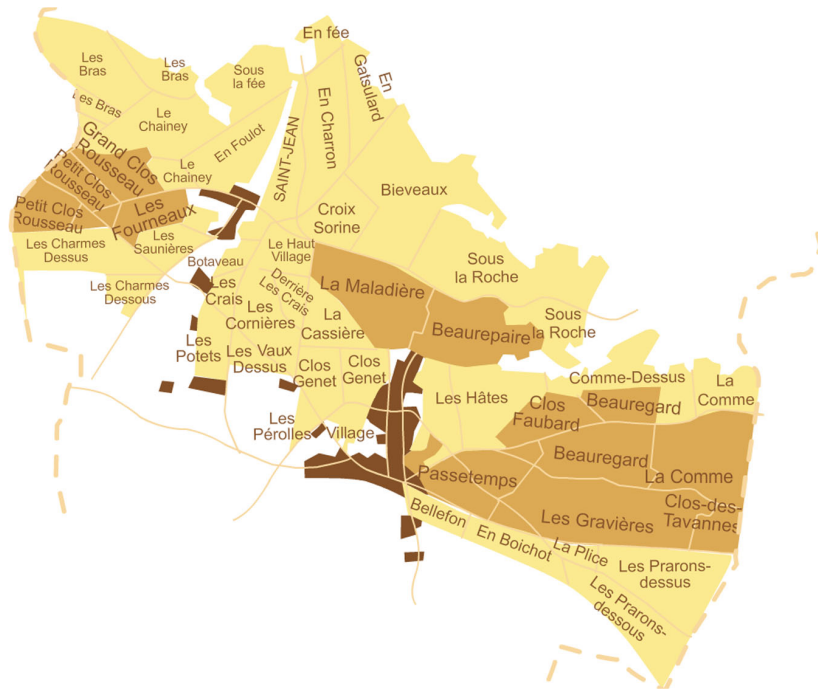 En fée
Les
Bras
Les
Bras
Sous
la fée
En
Gatsulard
Les Bras
Le
Chainey
En Charron
Grand Clos
Rousseau
En Foulot
SAINT-JEAN
Petit Clos
Rousseau
Le
Chainey
Bieveaux
Petit Clos
Rousseau
Les
Fourneaux
Croix
Sorine
Les Charmes
Dessus
Les
Saunières
Le Haut
Village
Botaveau
Sous
la Roche
Les Charmes
Dessous
Les
Crais
Derrière
Les Crais
La Maladière
Les
Cornières
La
Cassière
Beaurepaire
Sous
la Roche
Les
Potets
Les Vaux
Dessus
Clos
Genet
Clos
Genet
Comme-Dessus
La
Comme
Les Hâtes
Clos
Faubard
Beauregard
Les
Pérolles
Village
Beauregard
Passetemps
La Comme
Bellefon
Les Gravières
Clos-des-
Tavannes
En Boichot
La Plice
Les Prarons-
dessus
Les Prarons-
dessous